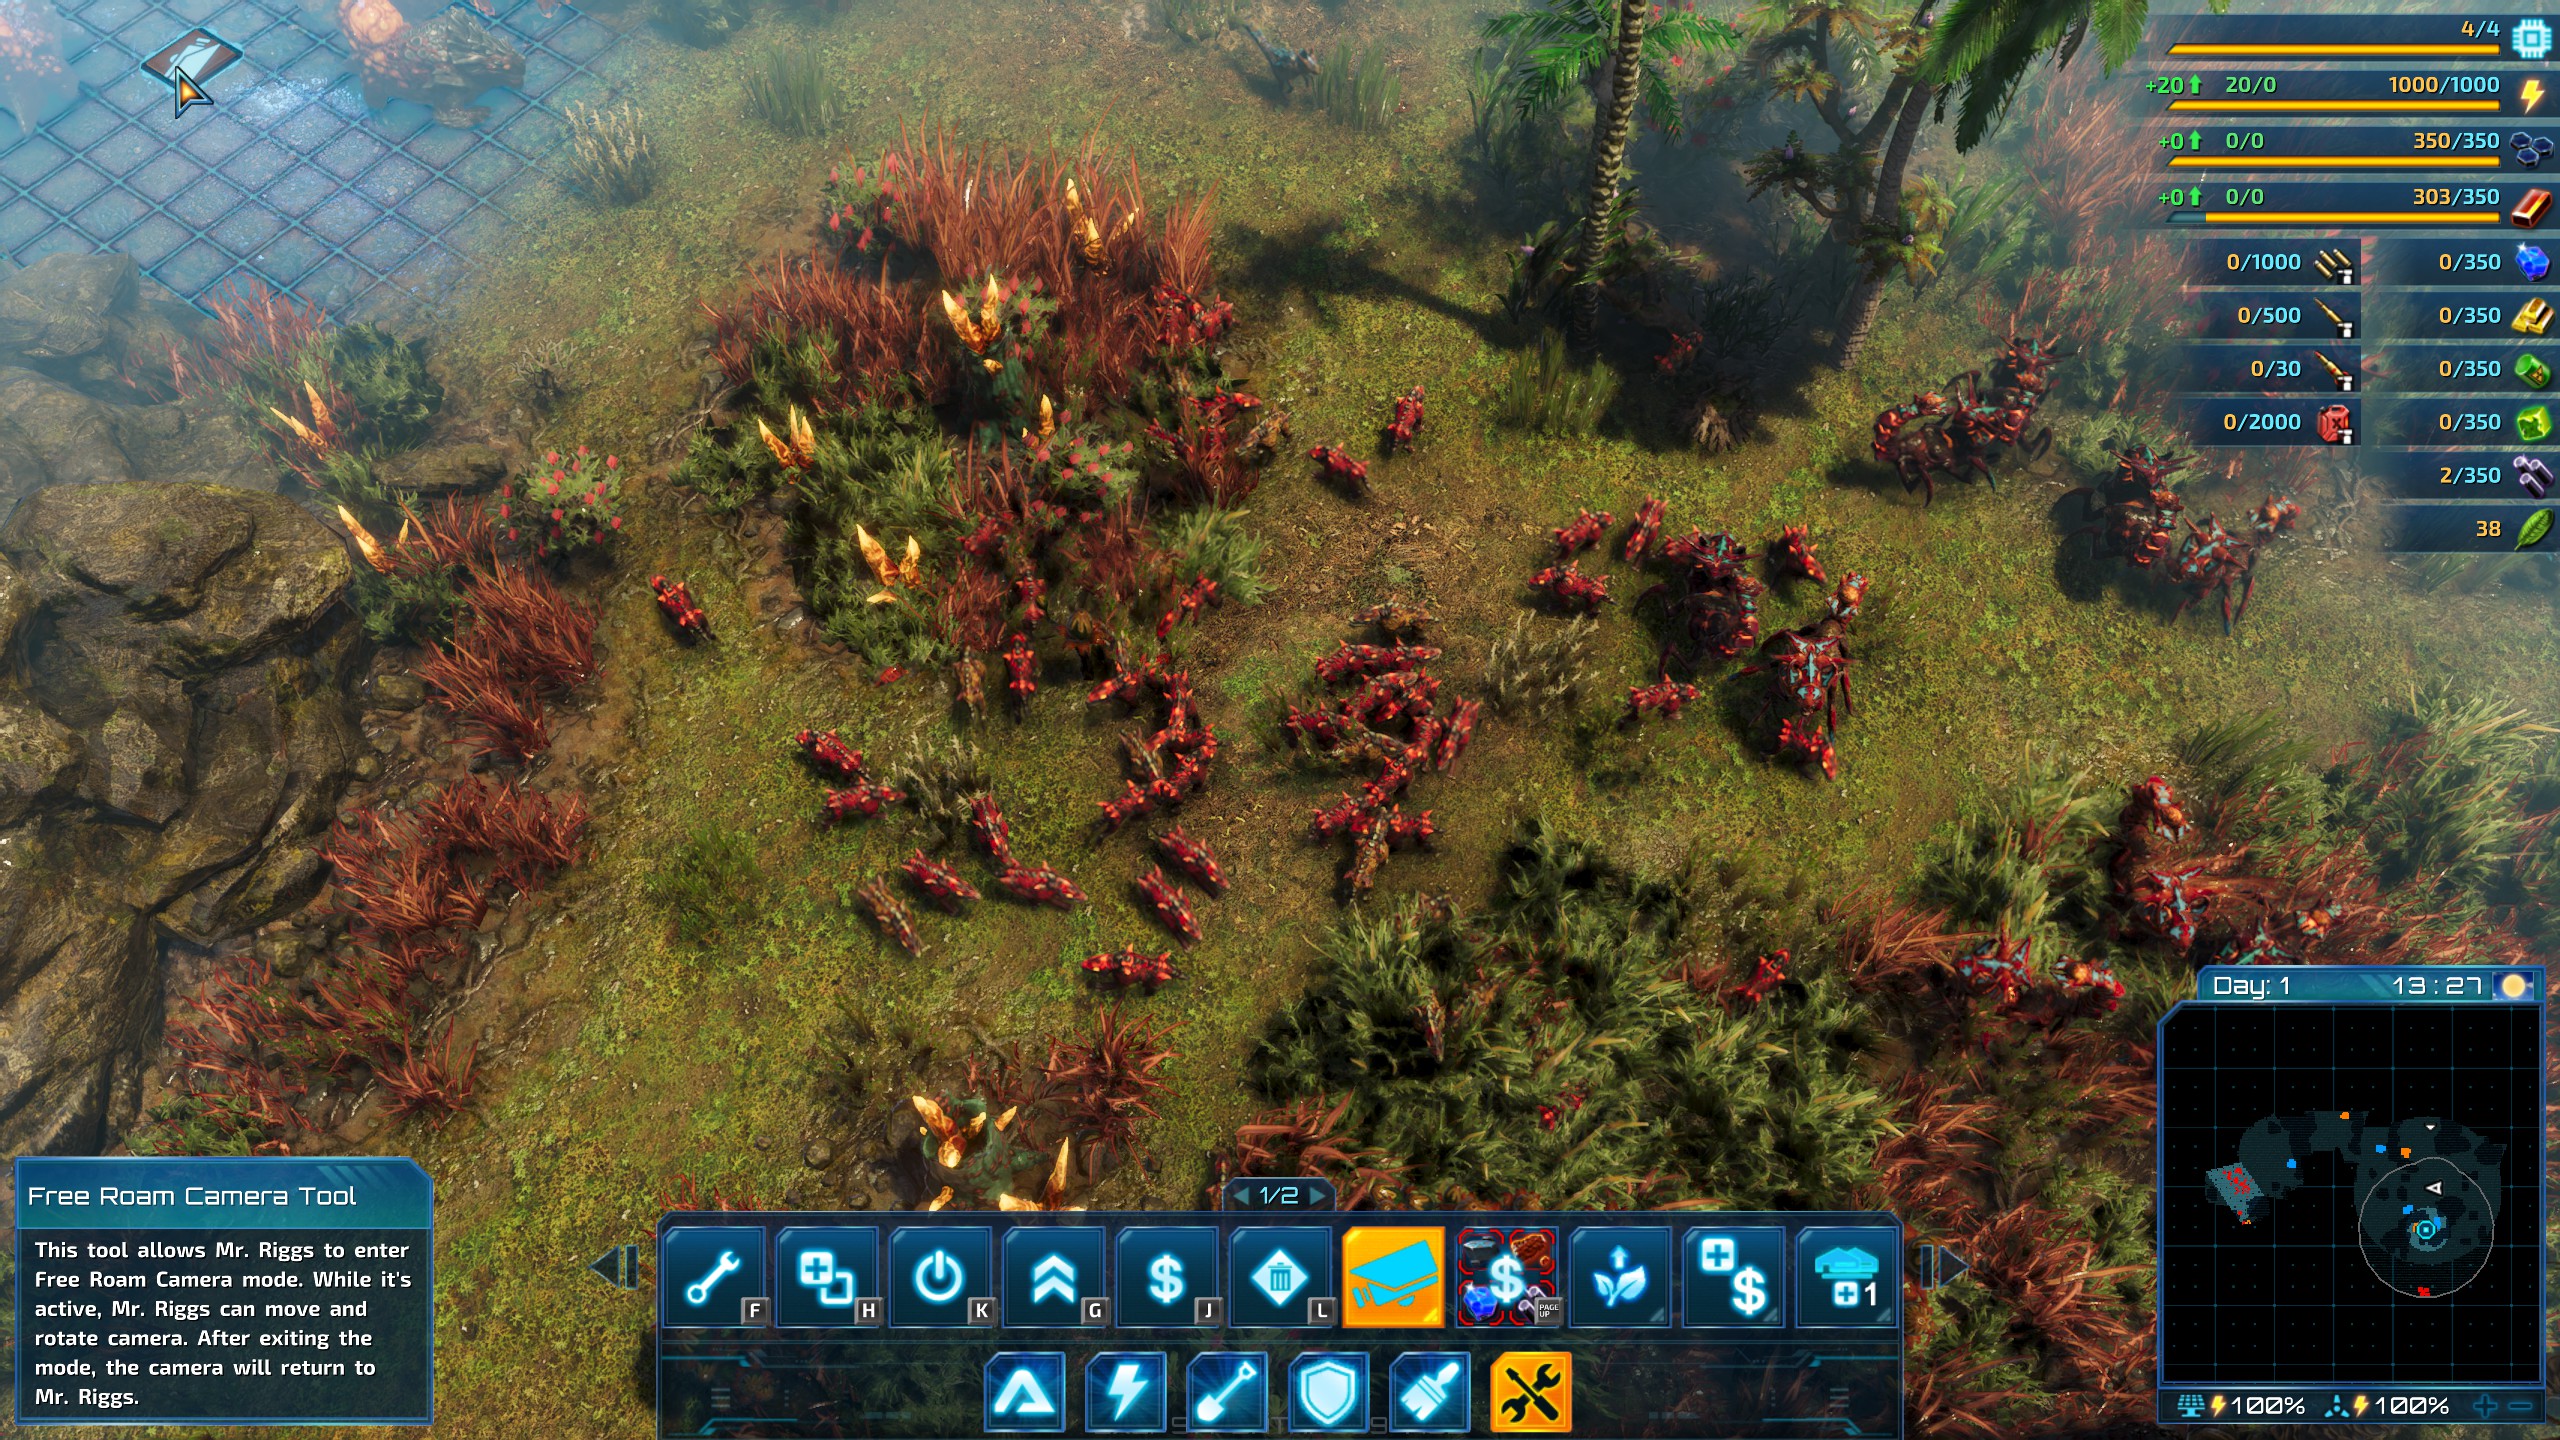 4/4
+20 20/0 1000/1000
+0 0/0 350/350
+0 0/0 303/350
0/1000 0/350
0/500 0/350
0/30 0/350
0/2000 0/350
2/350
38
Day: 1 13:27
Free Roam Camera Tool
This tool allows Mr. Riggs to enter
Free Roam Camera mode. While it's
active, Mr. Riggs can move and
rotate camera. After exiting the
mode, the camera will return to
Mr. Riggs.
1/2
F H K G J L PAGE UP 1
100% 100%